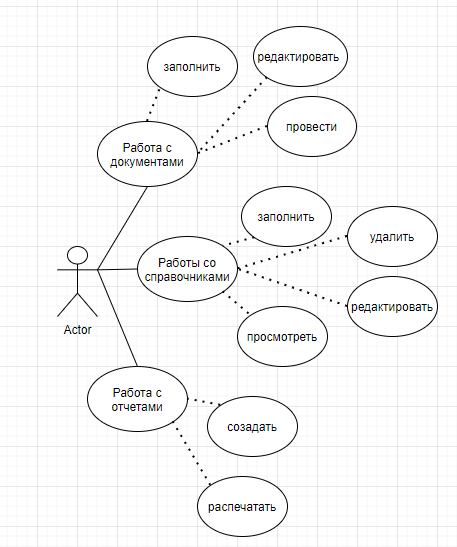 заполнить
редактировать
провести
Работа с
документами
заполнить
удалить
Работы со
справочниками
редактировать
просмотреть
Actor
Работа с
отчетами
созадать
распечатать